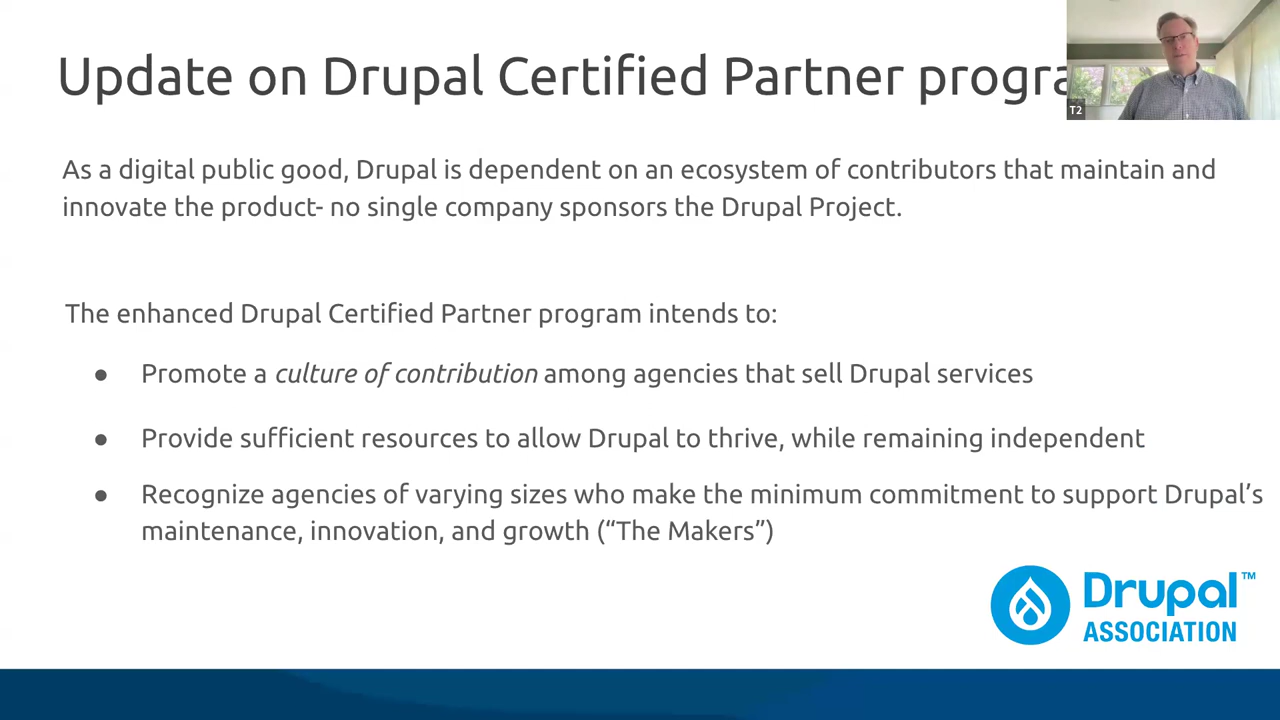 Update on Drupal Certified Partner progra
T2
As a digital public good, Drupal is dependent on an ecosystem of contributors that maintain and
innovate the product- no single company sponsors the Drupal Project.
The enhanced Drupal Certified Partner program intends to:
● Promote a culture of contribution among agencies that sell Drupal services
● Provide sufficient resources to allow Drupal to thrive, while remaining independent
● Recognize agencies of varying sizes who make the minimum commitment to support Drupal’s
maintenance, innovation, and growth (“The Makers”)
Drupal™
ASSOCIATION